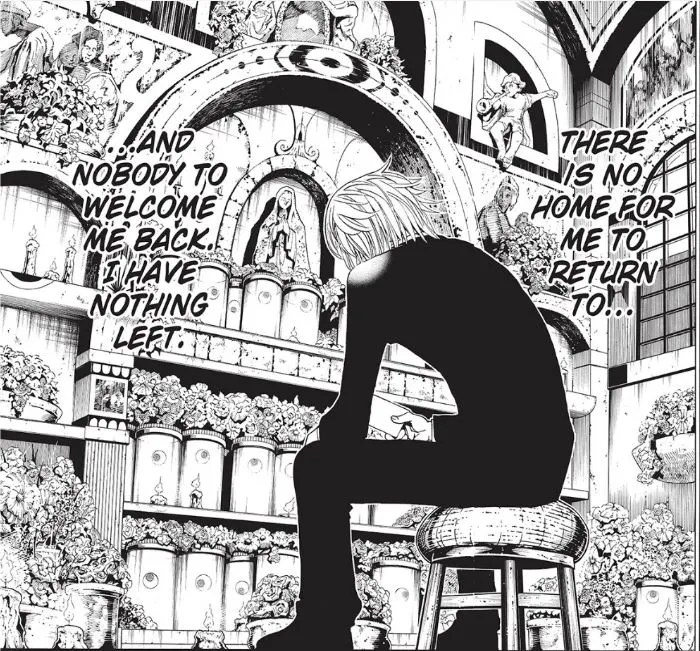 THERE
IS NO
HOME FOR
ME TO
RETURN
TO...
...AND
NOBODY TO
WELCOME
ME BACK.
I HAVE
NOTHING
LEFT.